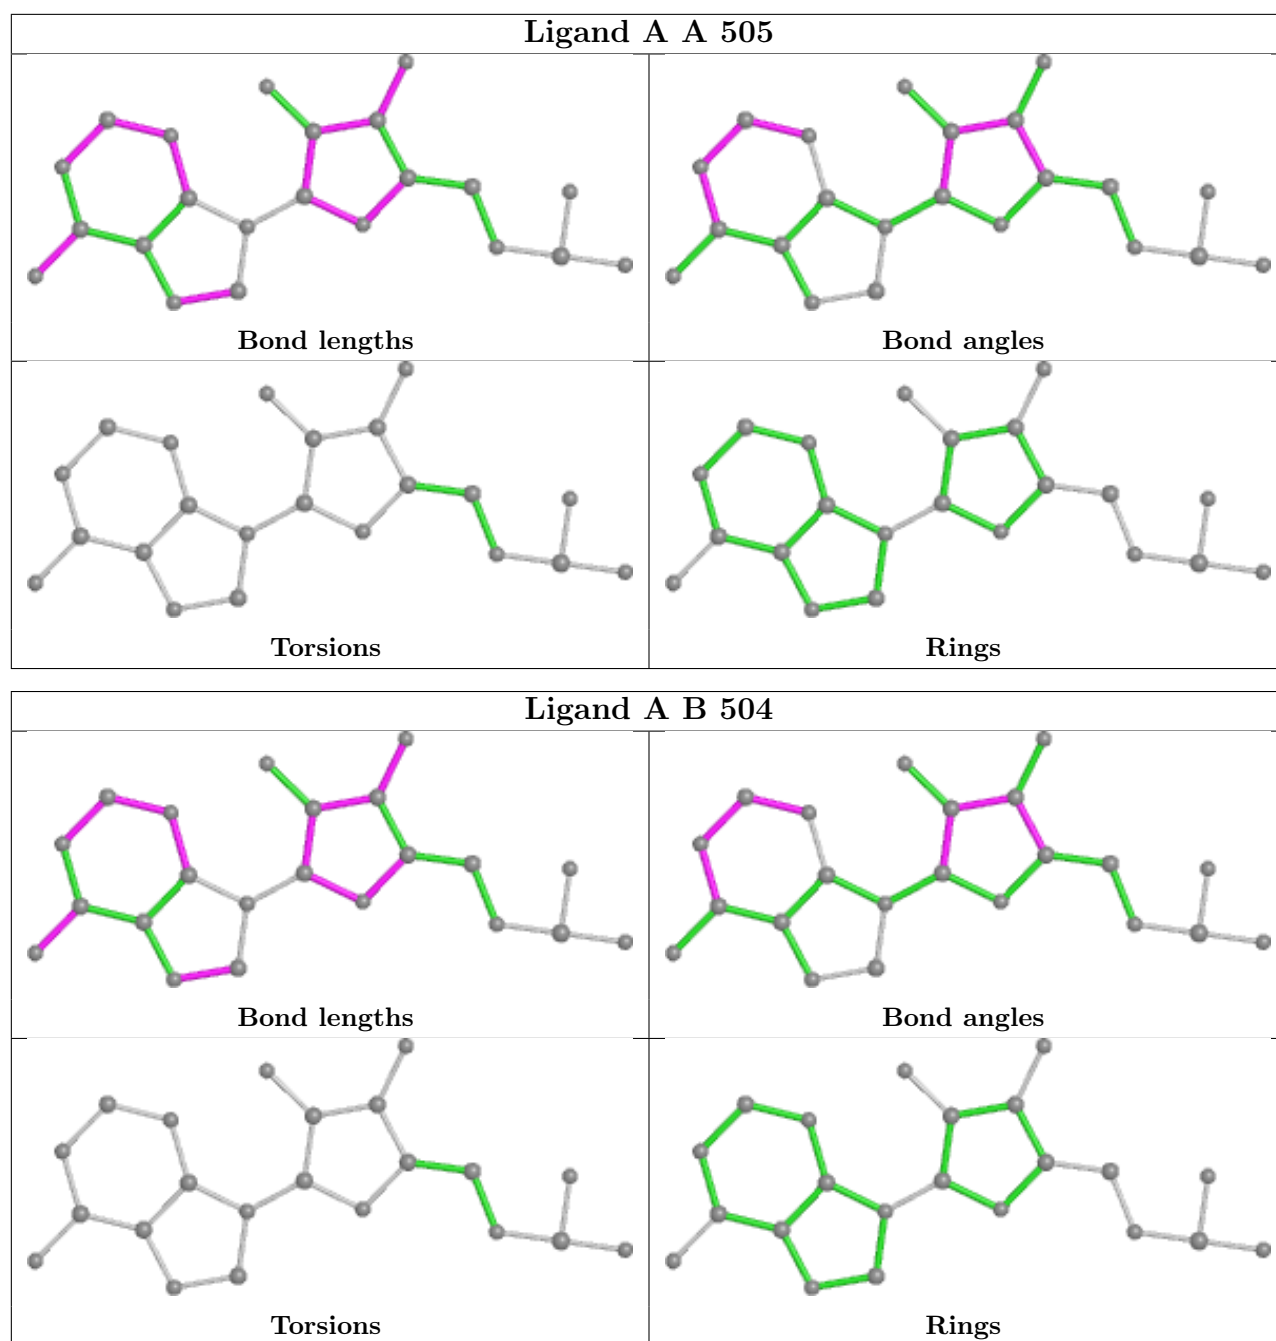 Ligand A A 505
Bond lengths
Bond angles
Torsions
Rings
Ligand A B 504
Bond lengths
Bond angles
Torsions
Rings